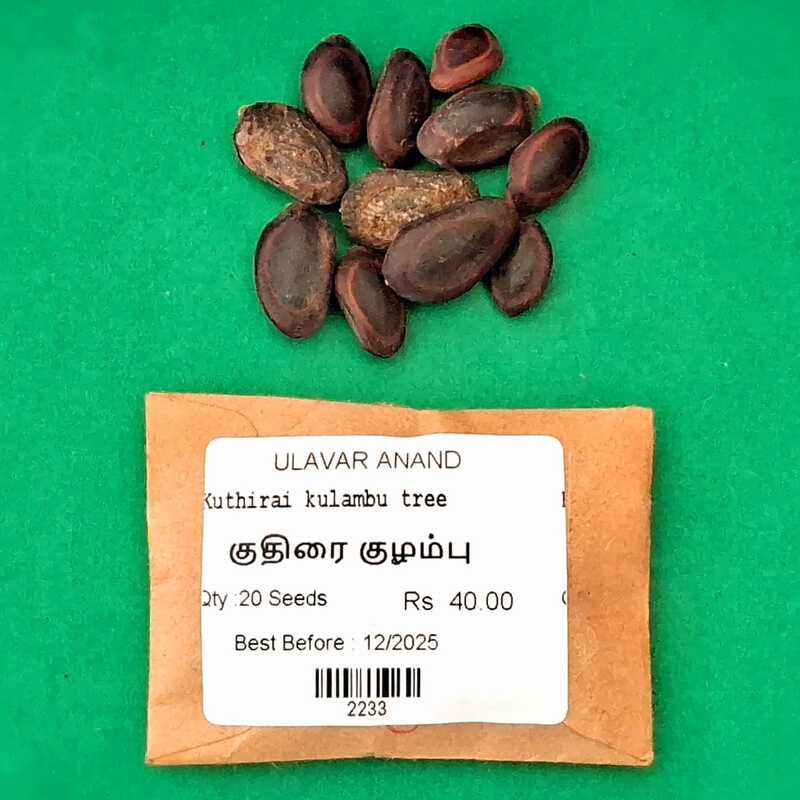 ULAVAR ANAND
Kuthirai kulambu tree
குதிரை குழம்பு
Qty :20 Seeds Rs 40.00
Best Before : 12/2025
2233